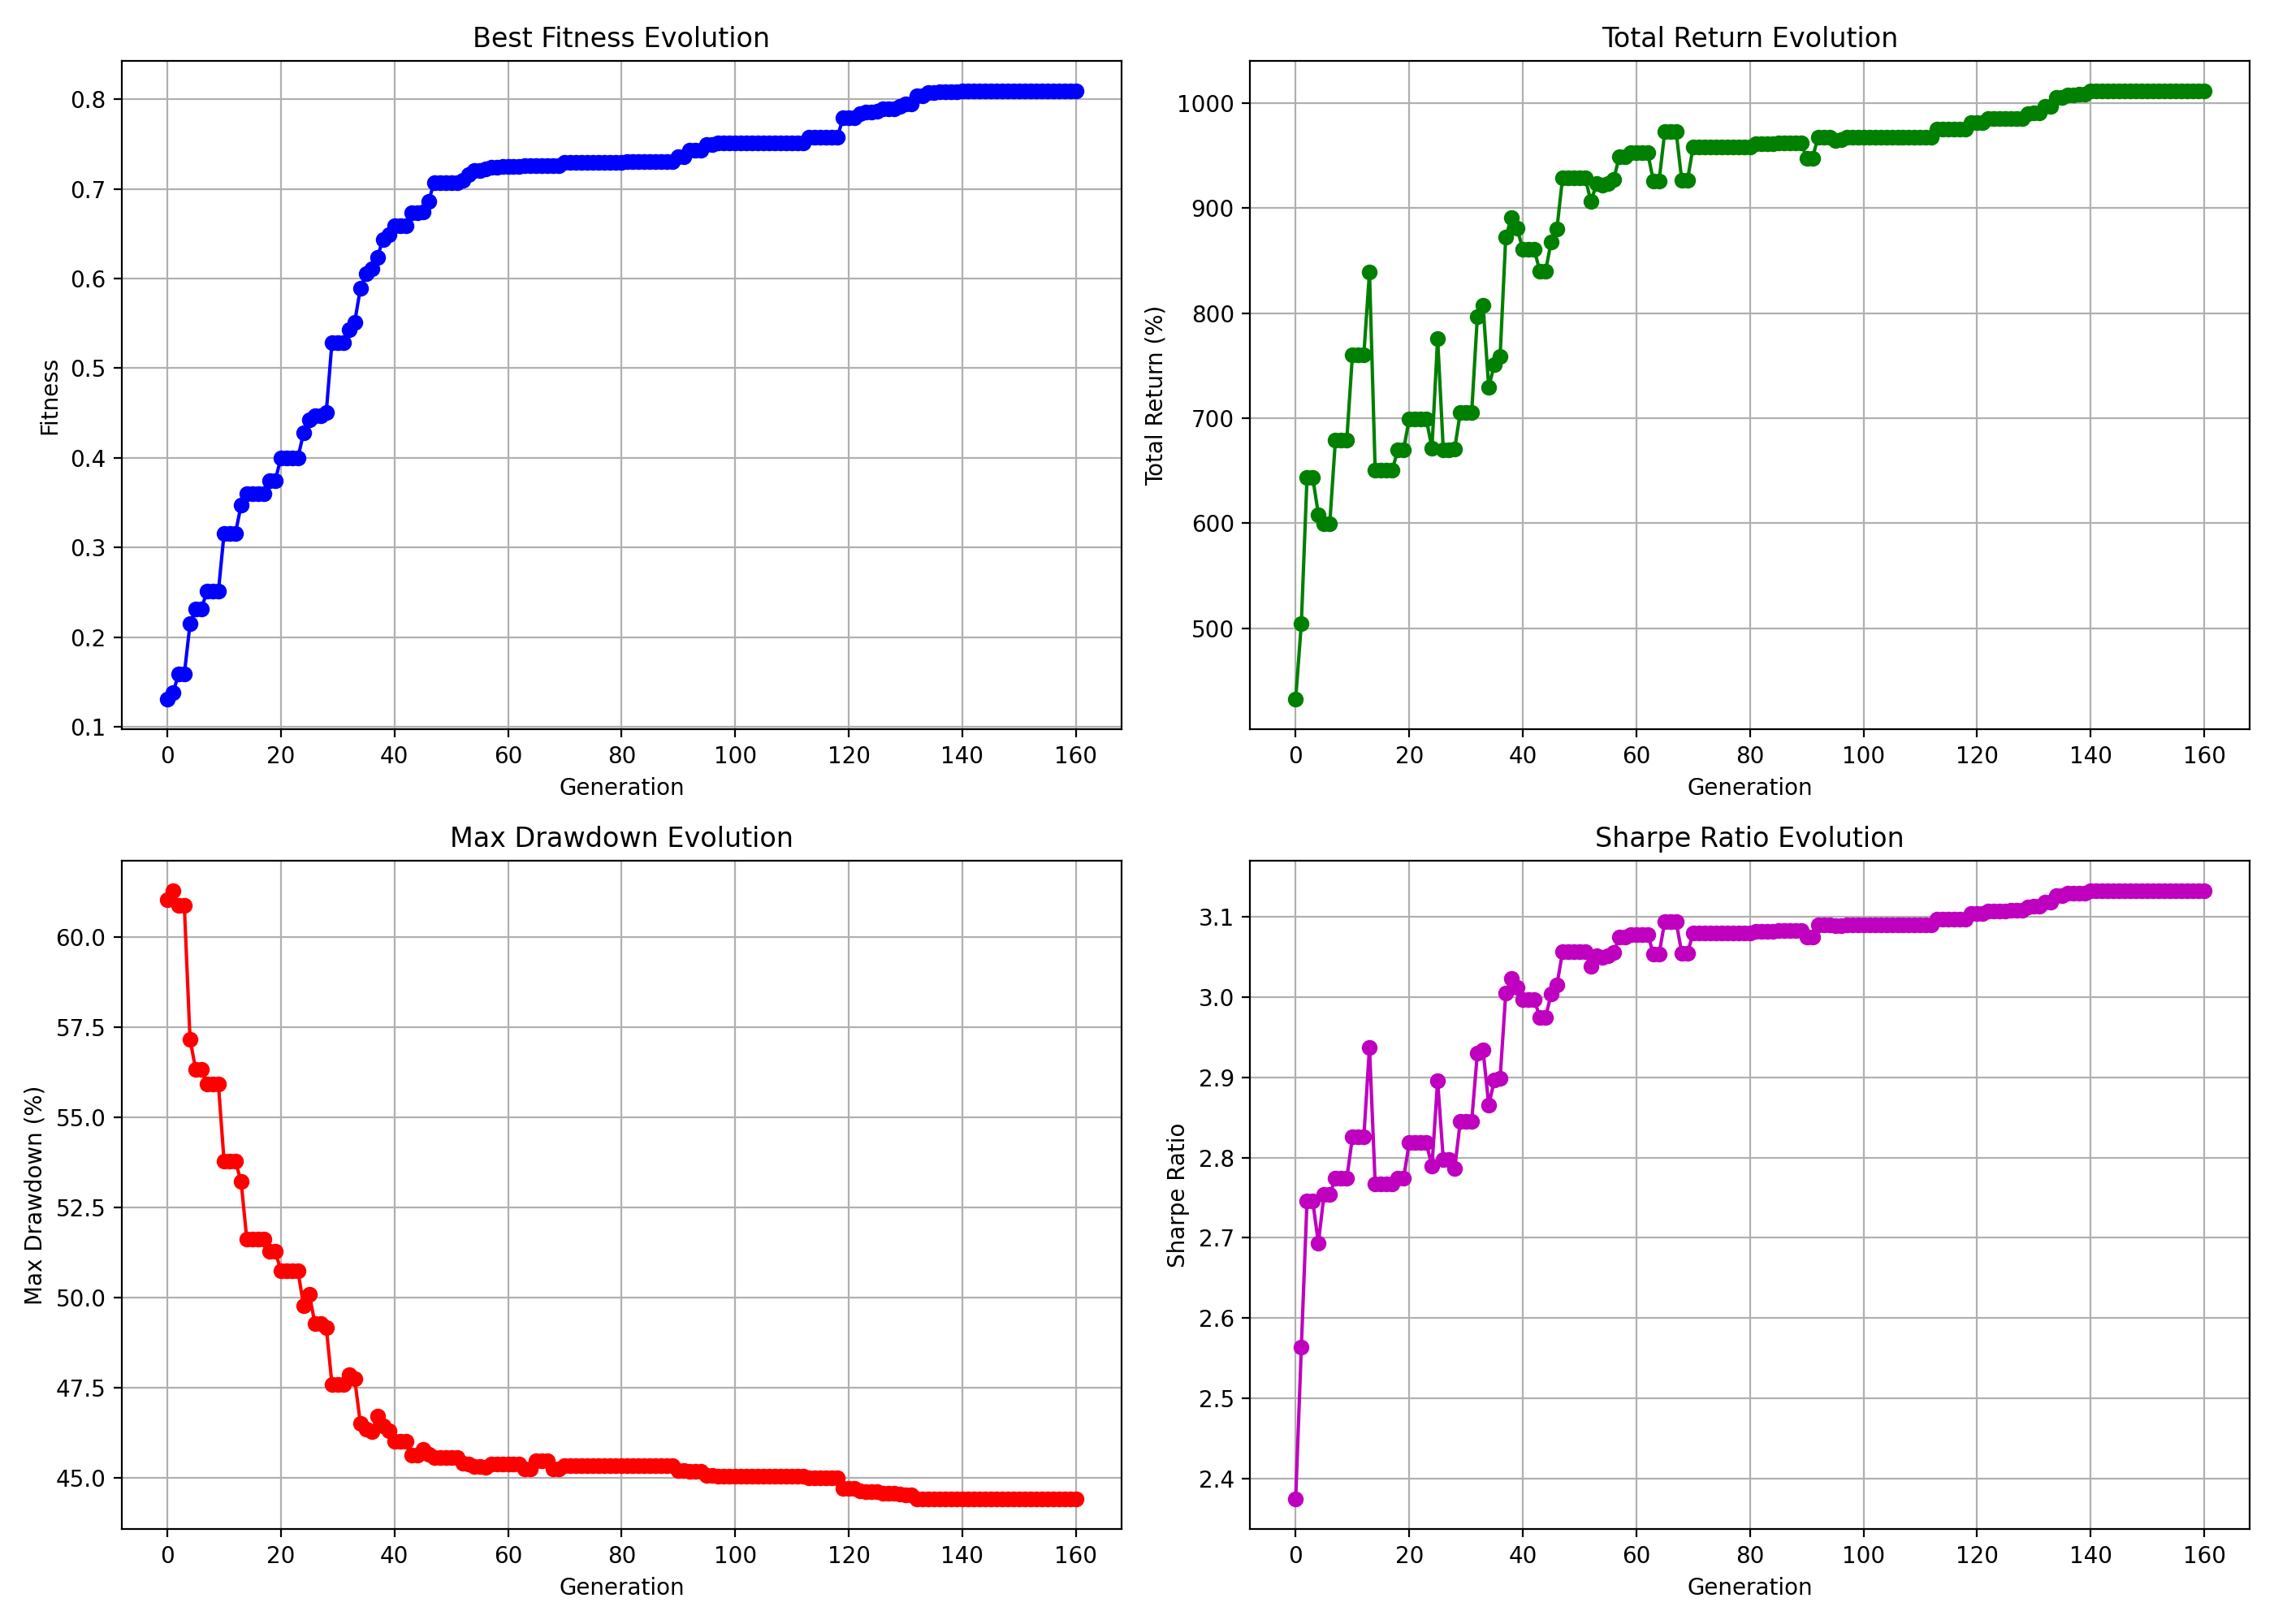 Best Fitness Evolution
Fitness
0.8
0.7
0.6
0.5
0.4
0.3
0.2
0.1
0 20 40 60 80 100 120 140 160
Generation
Total Return Evolution
Total Return (%)
1000
900
800
700
600
500
0 20 40 60 80 100 120 140 160
Generation
Max Drawdown Evolution
Max Drawdown (%)
60.0
57.5
55.0
52.5
50.0
47.5
45.0
0 20 40 60 80 100 120 140 160
Generation
Sharpe Ratio Evolution
Sharpe Ratio
3.1
3.0
2.9
2.8
2.7
2.6
2.5
2.4
0 20 40 60 80 100 120 140 160
Generation